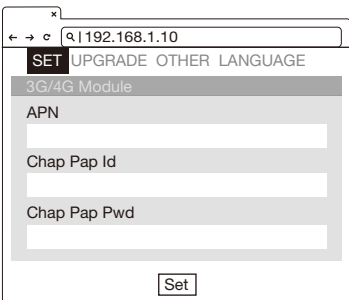 192.168.1.10
SET UPGRADE OTHER LANGUAGE
3G/4G Module
APN
Chap Pap Id
Chap Pap Pwd
Set